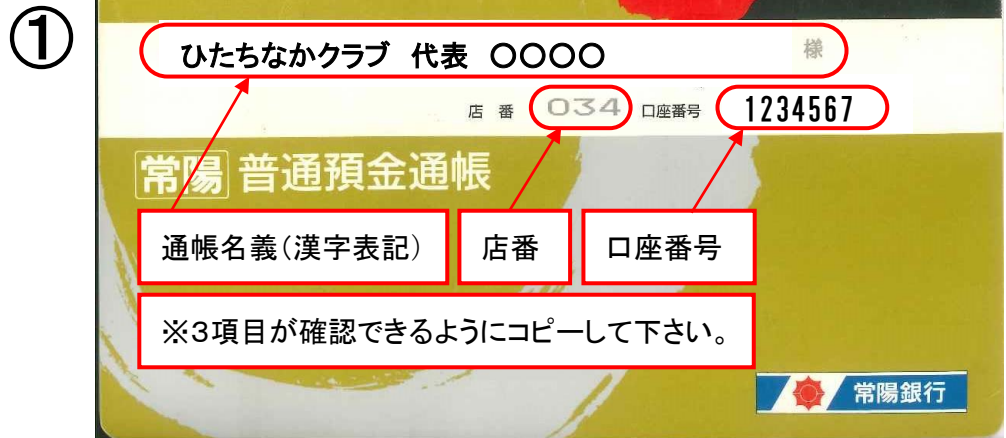 ①
ひたちなかクラブ 代表 〇〇〇〇 様
店 番 034 口座番号 1234567
常陽 普通預金通帳
通帳名義(漢字表記) 店番 口座番号
※3項目が確認できるようにコピーして下さい。
常陽銀行